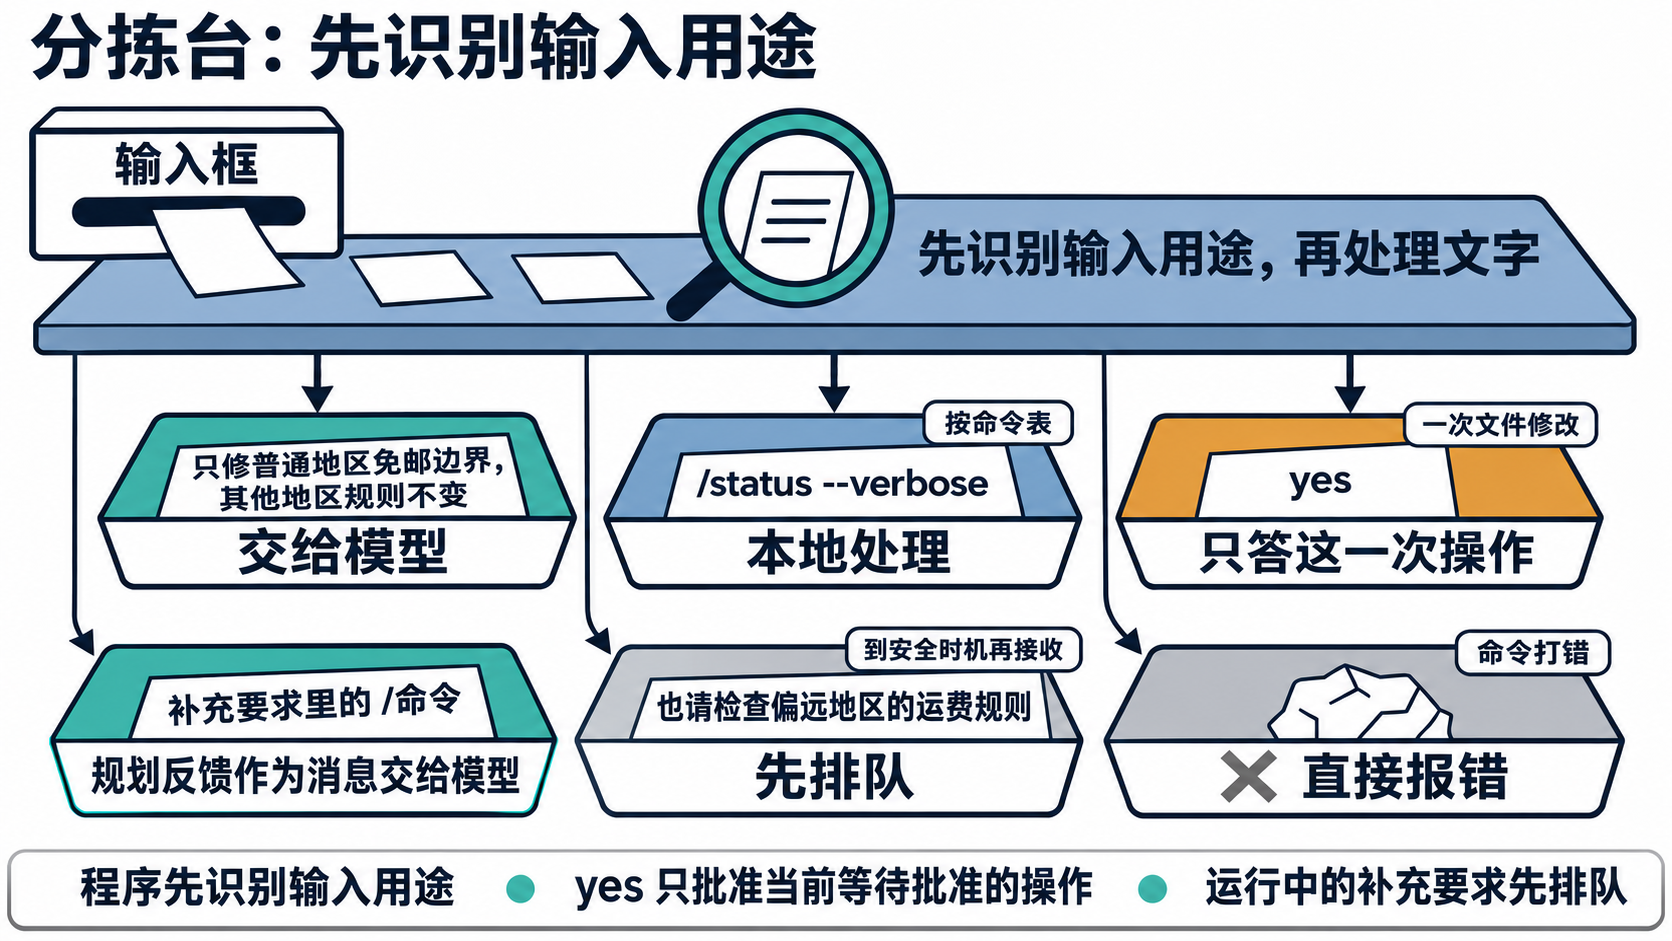 分拣台：先识别输入用途
输入框
先识别输入用途，再处理文字
只修普通地区免邮边界，
其他地区规则不变
交给模型
按命令表
/status --verbose
本地处理
一次文件修改
yes
只答这一次操作
补充要求里的 /命令
规划反馈作为消息交给模型
到安全时机再接收
也请检查偏远地区的运费规则
先排队
命令打错
直接报错
程序先识别输入用途
yes 只批准当前等待批准的操作
运行中的补充要求先排队